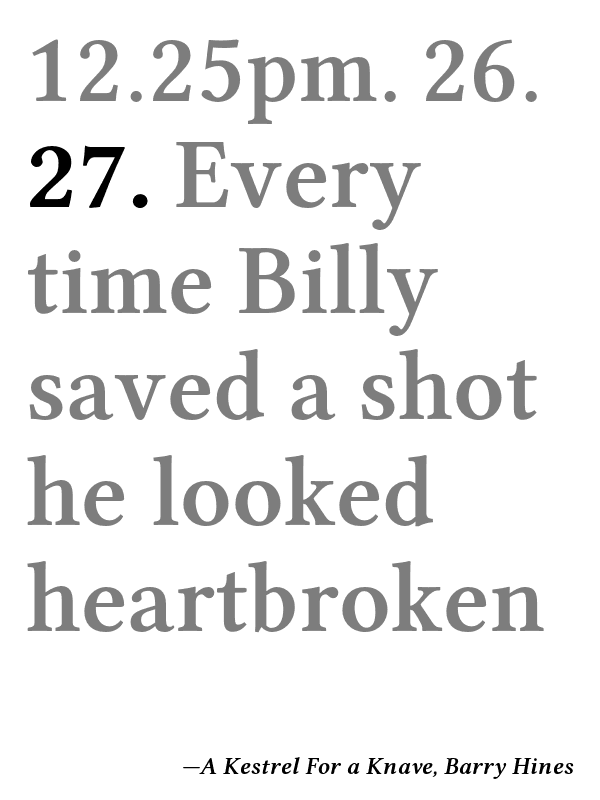 12.25pm. 26.
27. Every
time Billy
saved a shot
he looked
heartbroken
—A Kestrel For a Knave, Barry Hines